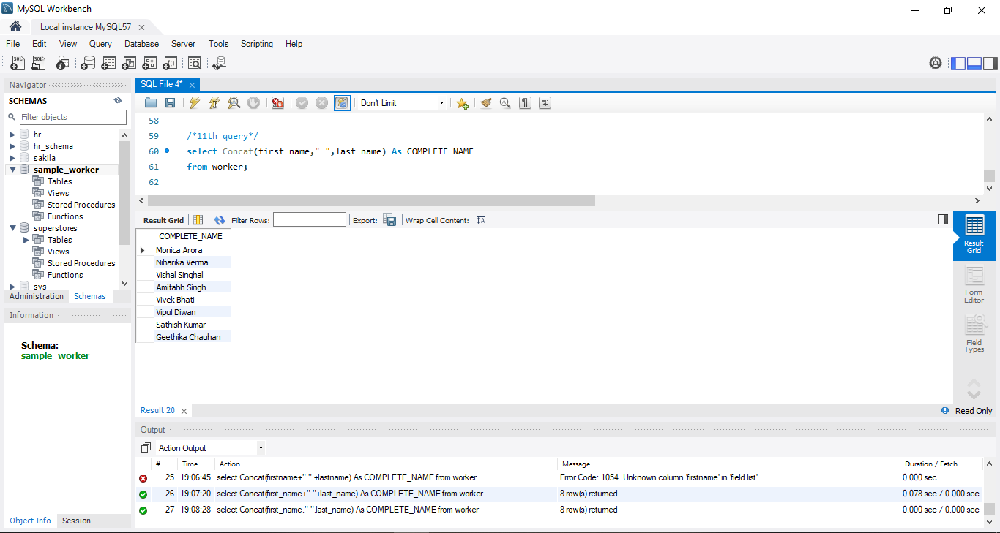 MySQL Workbench
Local instance MySQL57
File Edit View Query Database Server Tools Scripting Help
Navigator
SCHEMAS
Filter objects
hr
hr_schema
sakila
sample_worker
Tables
Views
Stored Procedures
Functions
superstores
Tables
Views
Stored Procedures
Functions
sys
Administration Schemas
Information
Schema:
sample_worker
Object Info Session
SQL File 4*
Don't Limit
58
59 /*11th query*/
60 select Concat(first_name," ",last_name) As COMPLETE_NAME
61 from worker;
62
Result Grid Filter Rows: Export: Wrap Cell Content:
COMPLETE_NAME
Monica Arora
Niharika Verma
Vishal Singhal
Amitabh Singh
Vivek Bhati
Vipul Diwan
Sathish Kumar
Geethika Chauhan
Result
Grid
Form
Editor
Field
Types
Result 20 Read Only
Output
Action Output
# Time Action Message Duration / Fetch
25 19:06:45 select Concat(firstname+" " +lastname) As COMPLETE_NAME from worker Error Code: 1054. Unknown column 'firstname' in 'field list' 0.000 sec
26 19:07:20 select Concat(first_name+" "+last_name) As COMPLETE_NAME from worker 8 row(s) returned 0.078 sec / 0.000 sec
27 19:08:28 select Concat(first_name," ",last_name) As COMPLETE_NAME from worker 8 row(s) returned 0.000 sec / 0.000 sec